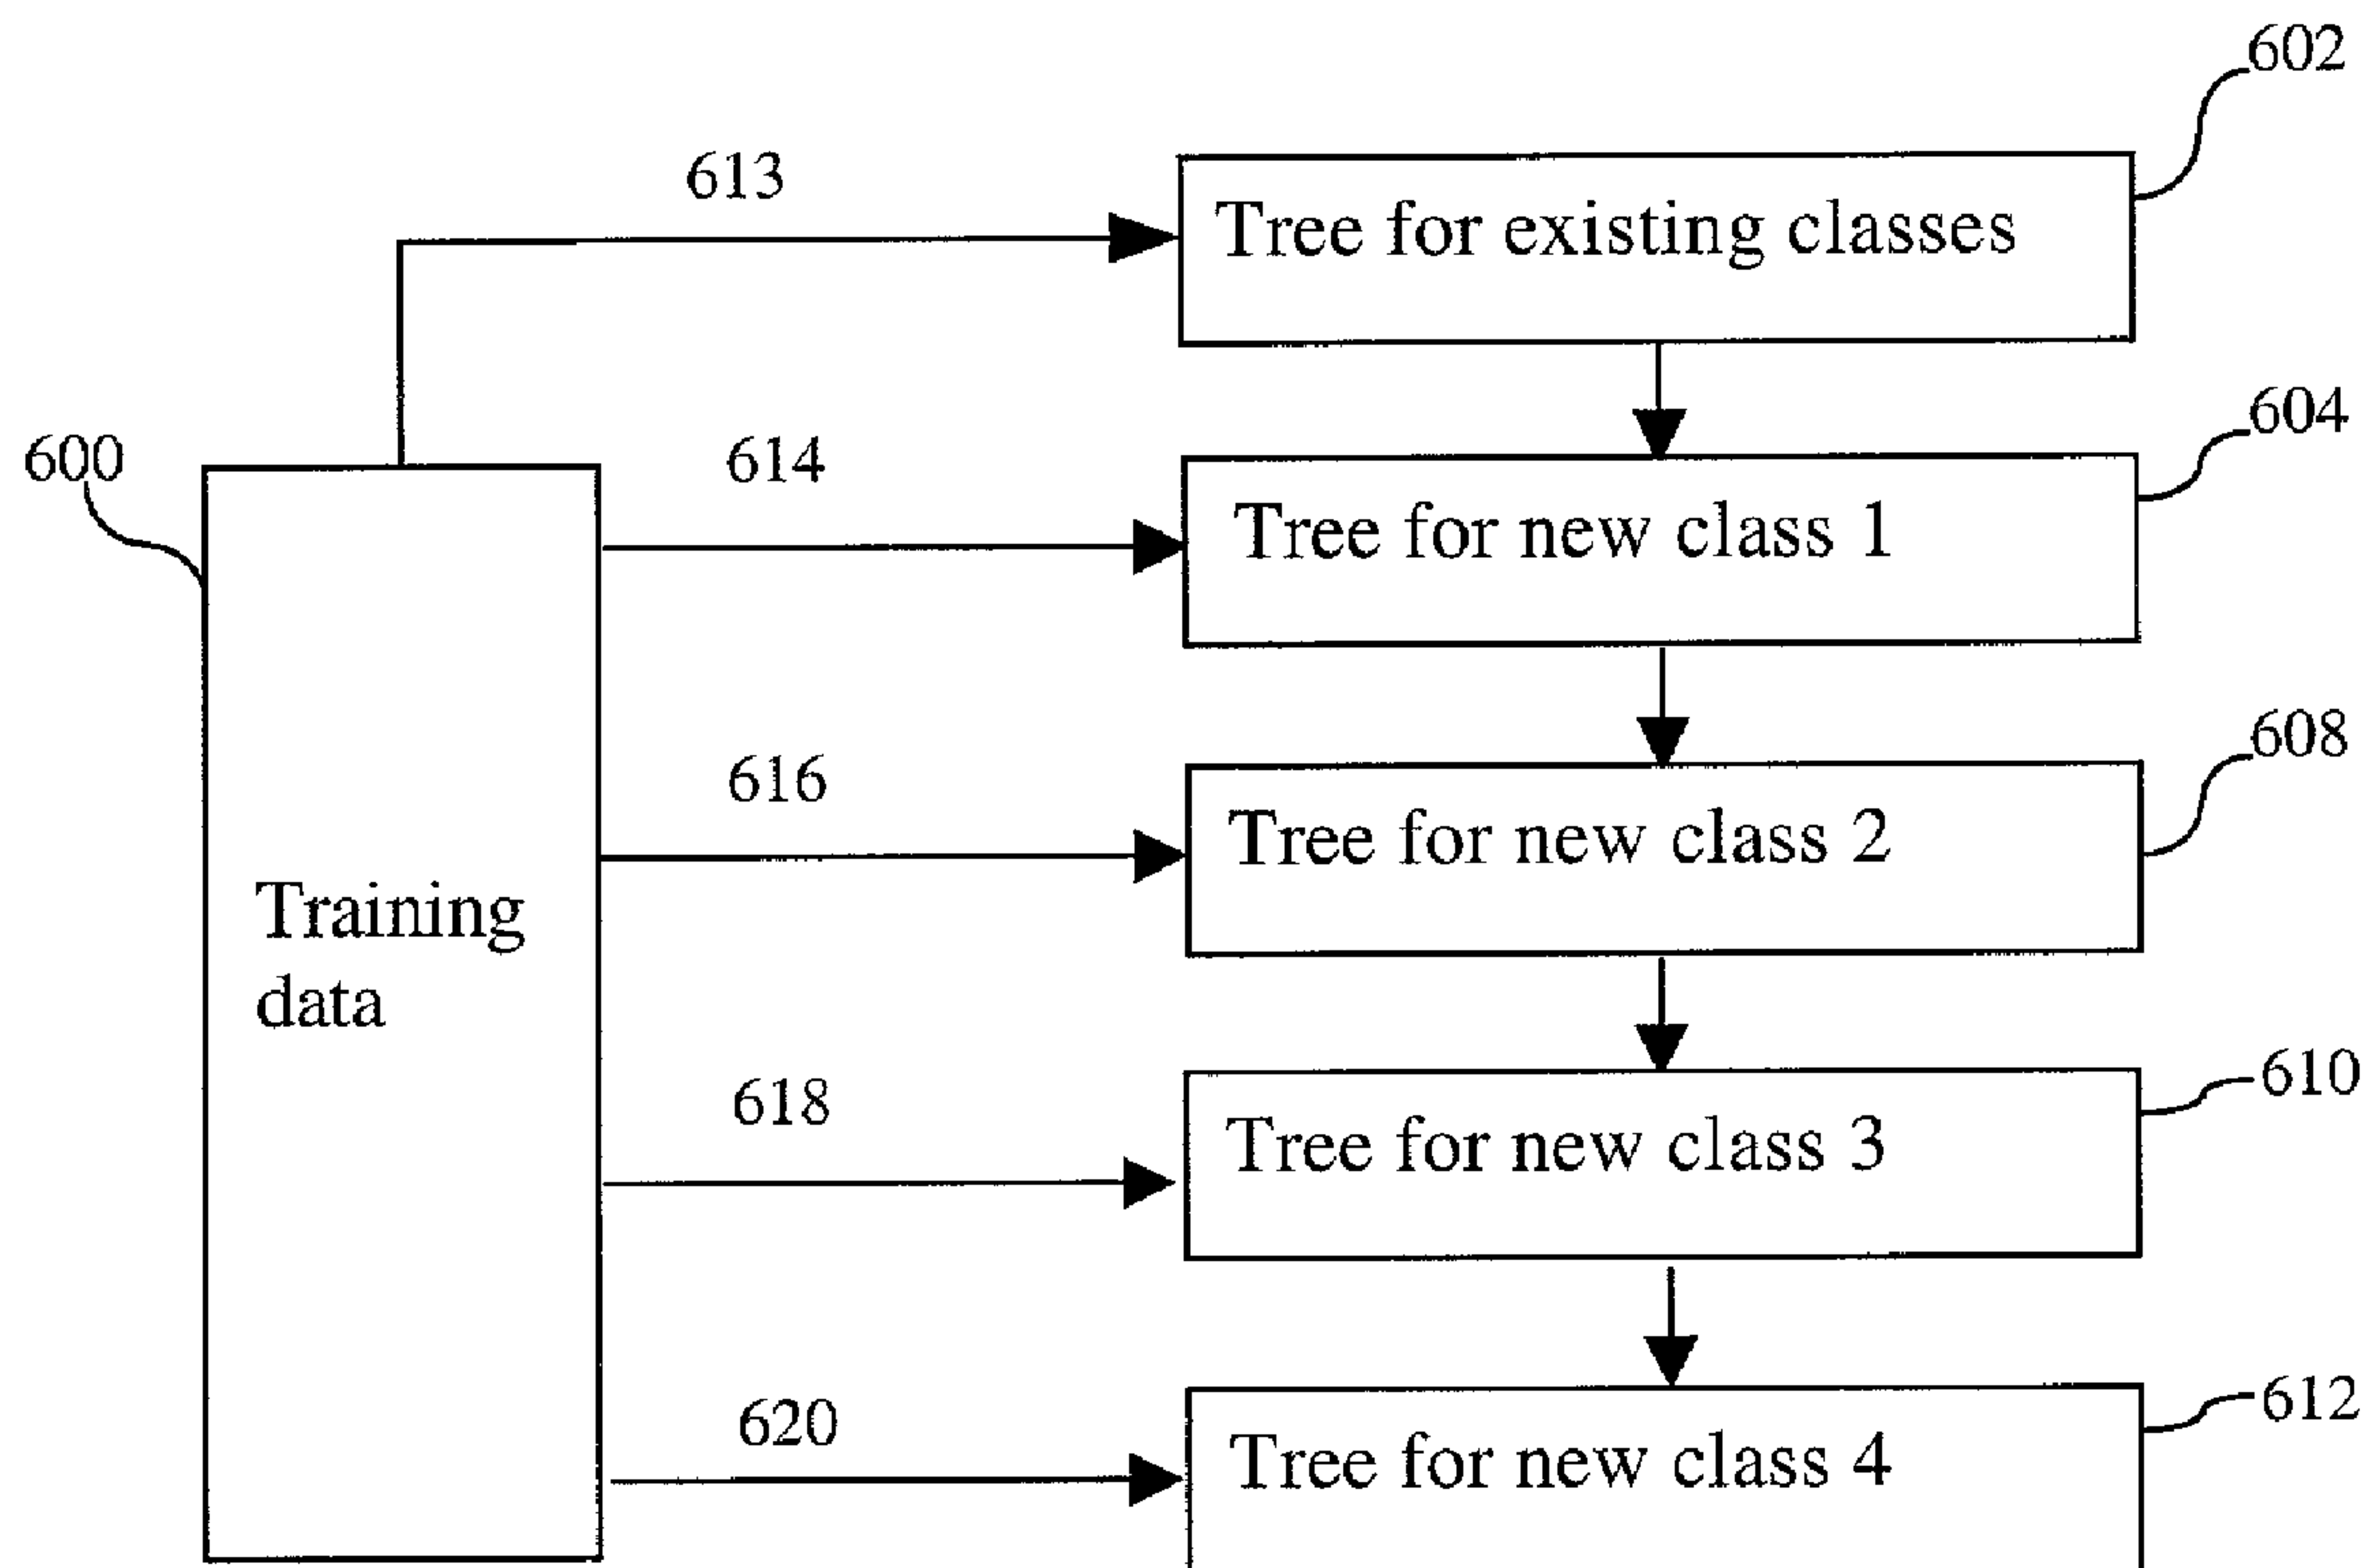 602
613
Tree for existing classes
604
600
614
Tree for new class 1
608
616
Tree for new class 2
Training
data
610
618
Tree for new class 3
612
620
Tree for new class 4